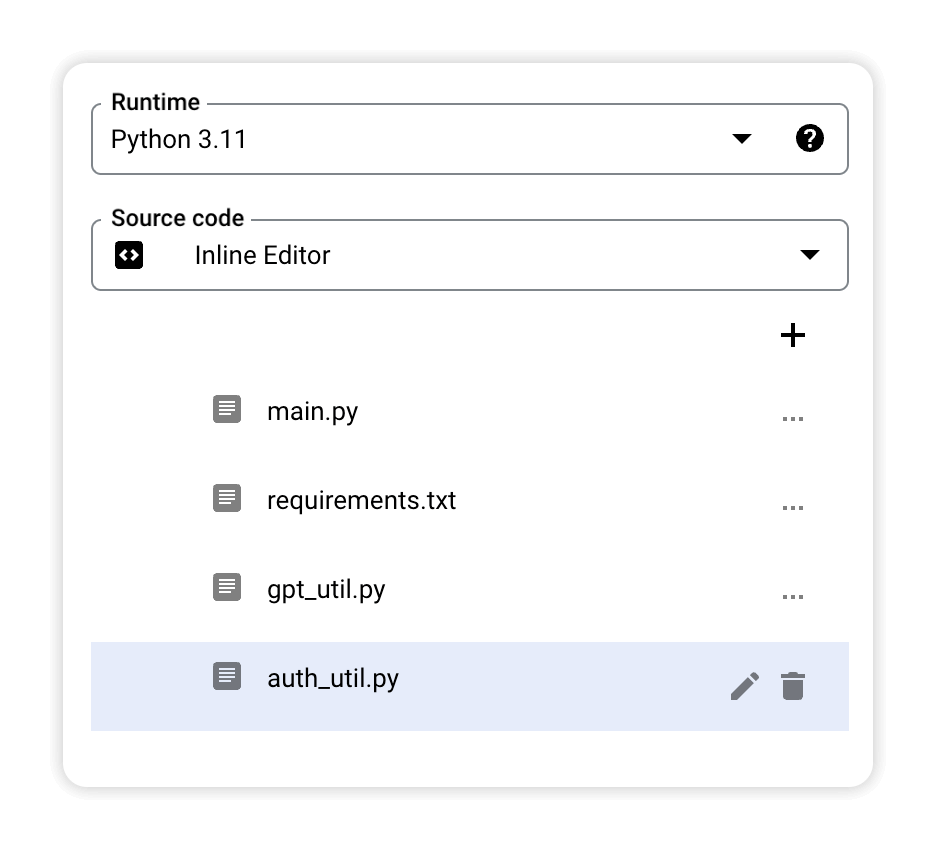 Runtime
Python 3.11
Source code
Inline Editor
main.py
requirements.txt
gpt_util.py
auth_util.py